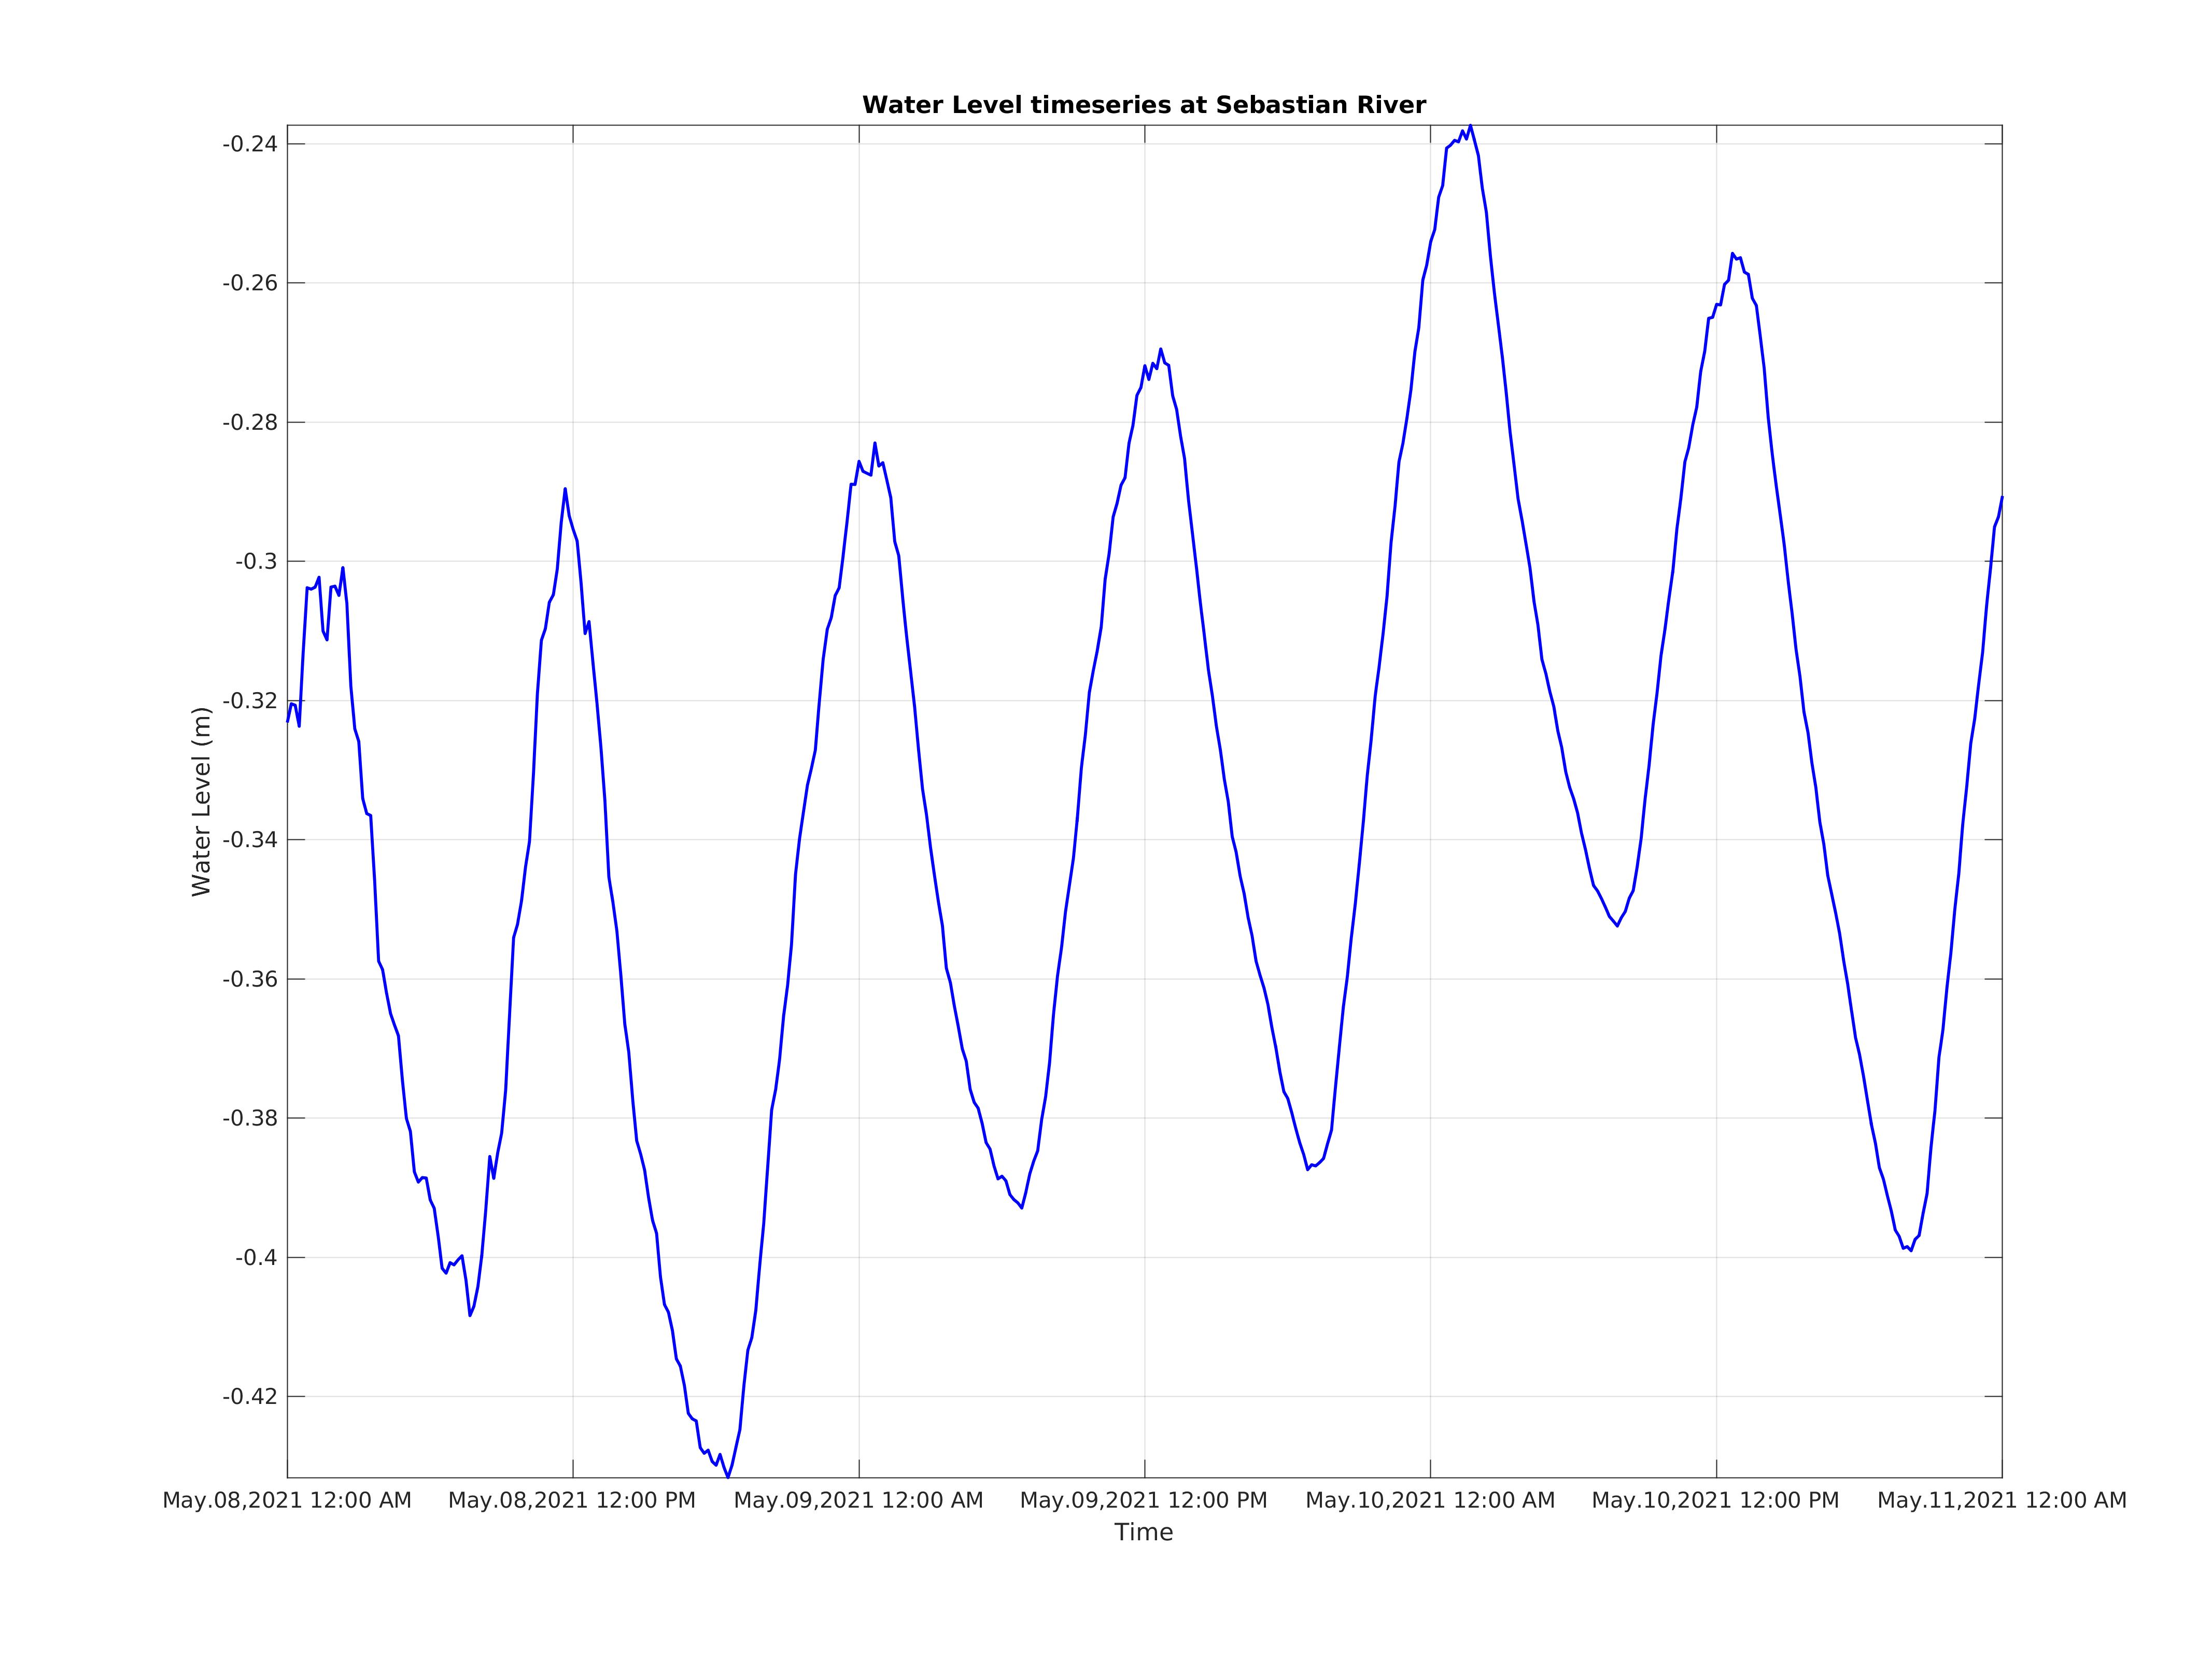 Water Level timeseries at Sebastian River
-0.24
-0.26
-0.28
-0.3
-0.32
-0.34
-0.36
-0.38
-0.4
-0.42
Water Level (m)
May.08,2021 12:00 AM May.08,2021 12:00 PM May.09,2021 12:00 AM May.09,2021 12:00 PM May.10,2021 12:00 AM May.10,2021 12:00 PM May.11,2021 12:00 AM
Time